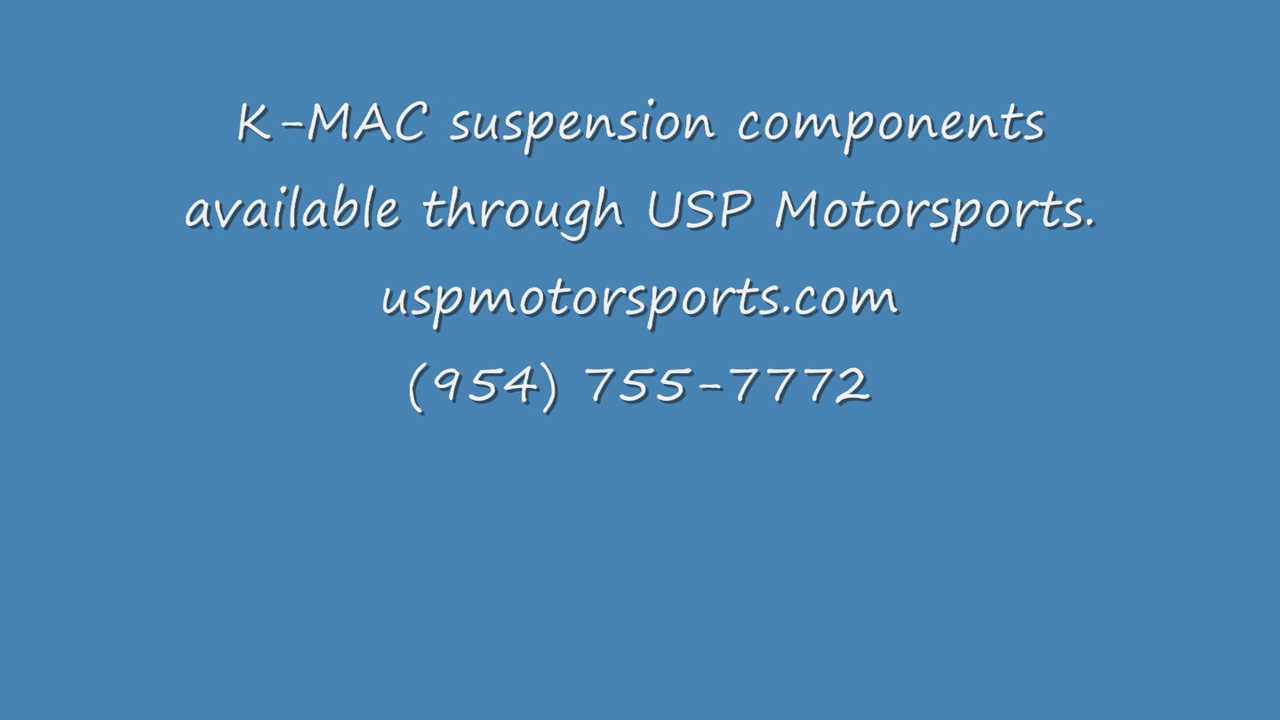 K-MAC suspension components
available through USP Motorsports.
uspmotorsports.com
(954) 755-7772